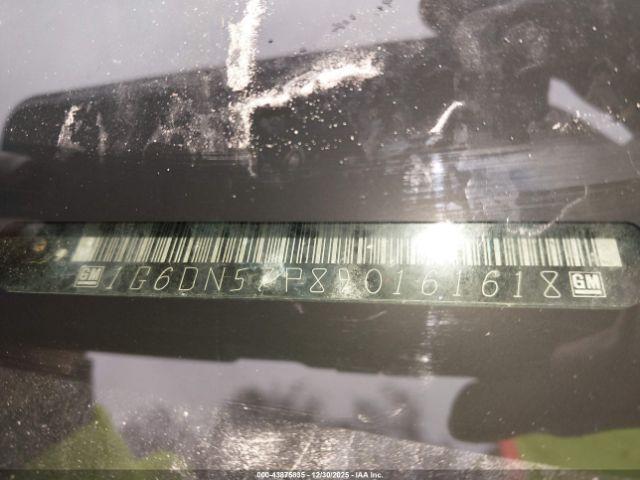 GM 1G6DN57P890161618 GM
000-43875835 - 12/30/2025 - IAA Inc.